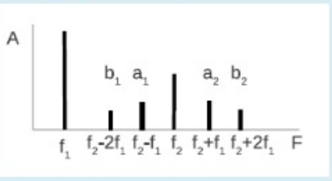 A
b₁ a₁ a₂ b₂
f₁ f₂-2f₁ f₂-f₁ f₂ f₂+f₁ f₂+2f₁ F